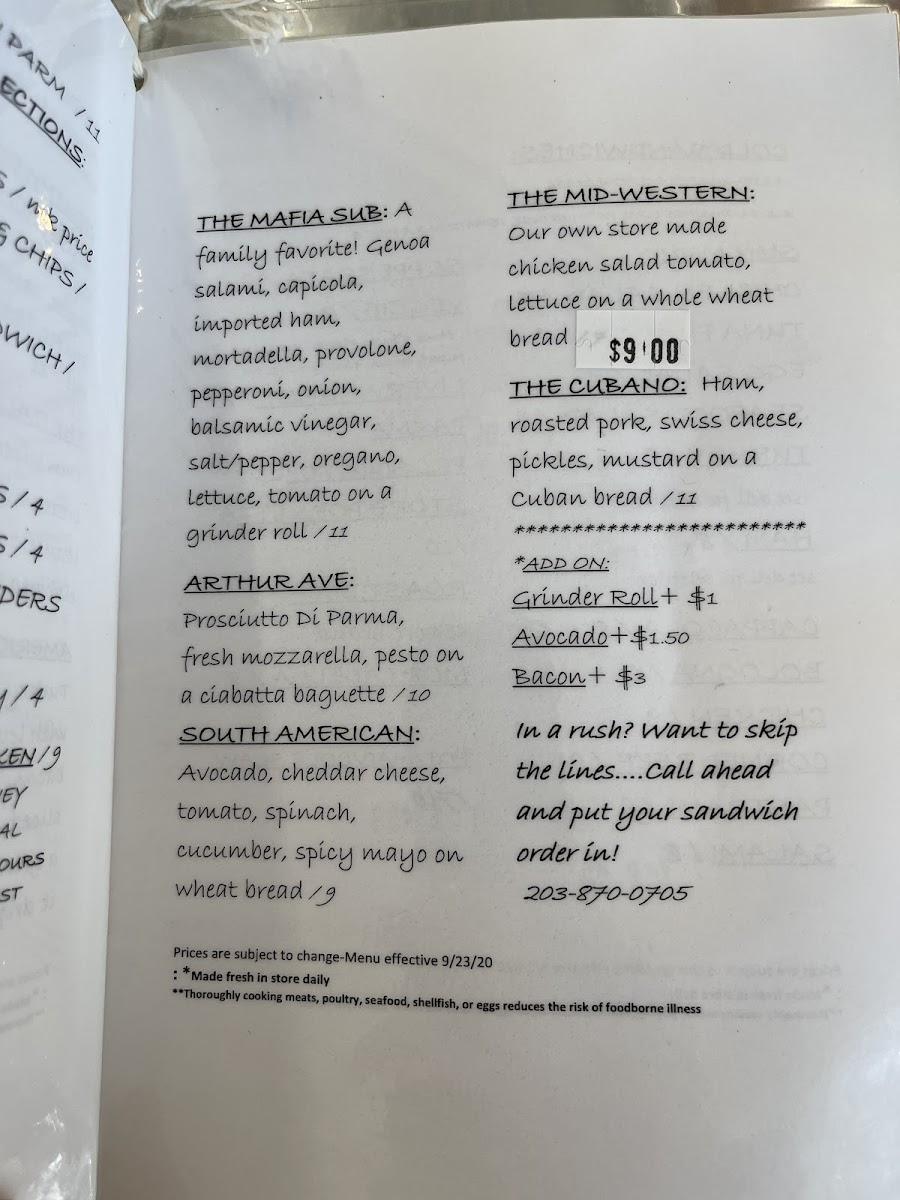 PARM / 11
ECTIONS:
/ mk price
CHIPS /
WICH /
S / 4
S / 4
DERS
/ 4
KEN / 9
EY
AL
OURS
ST
THE MAFIA SUB: A
family favorite! Genoa
salami, capicola,
imported ham,
mortadella, provolone,
pepperoni, onion,
balsamic vinegar,
salt/pepper, oregano,
lettuce, tomato on a
grinder roll / 11
ARTHUR AVE:
Prosciutto Di Parma,
fresh mozzarella, pesto on
a ciabatta baguette / 10
SOUTH AMERICAN:
Avocado, cheddar cheese,
tomato, spinach,
cucumber, spicy mayo on
wheat bread / 9
THE MID-WESTERN:
Our own store made
chicken salad tomato,
lettuce on a whole wheat
bread $9.00
THE CUBANO: Ham,
roasted pork, swiss cheese,
pickles, mustard on a
Cuban bread / 11
************************
*ADD ON:
Grinder Roll+ $1
Avocado+$1.50
Bacon+ $3
In a rush? Want to skip
the lines....Call ahead
and put your sandwich
order in!
203-870-0705
Prices are subject to change-Menu effective 9/23/20
: *Made fresh in store daily
**Thoroughly cooking meats, poultry, seafood, shellfish, or eggs reduces the risk of foodborne illness